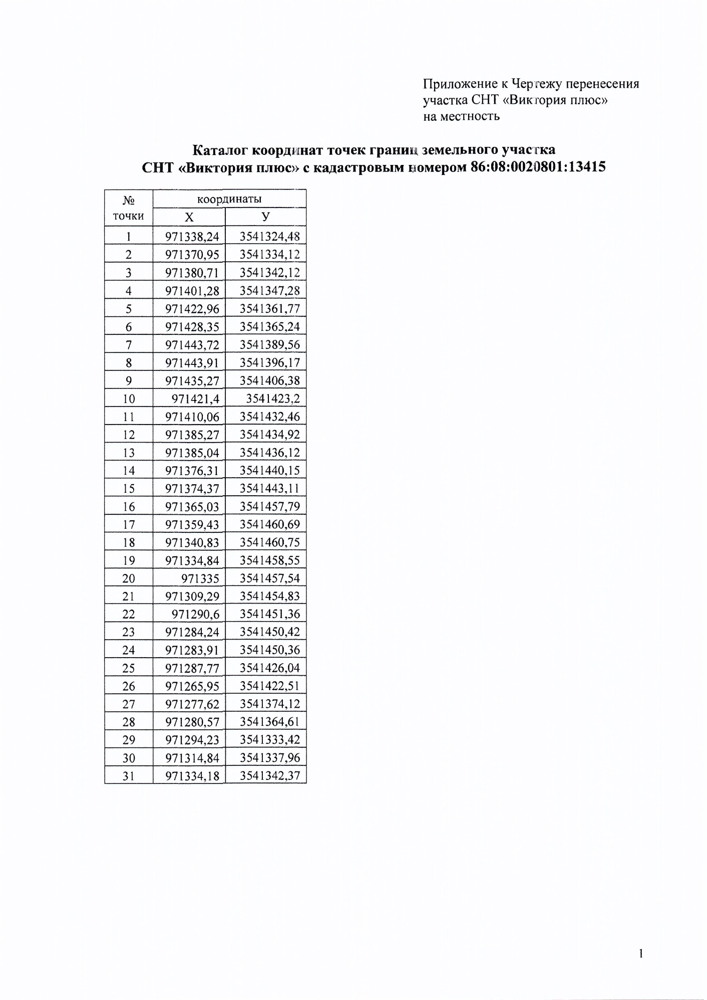 Приложение к Чертежу перенесения
участка СНТ «Виктория плюс»
на местность
Каталог координат точек границ земельного участка
СНТ «Виктория плюс» с кадастровым номером 86:08:0020801:13415
№ точки координаты
Х У
1 971338,24 3541324,48
2 971370,95 3541334,12
3 971380,71 3541342,12
4 971401,28 3541347,28
5 971422,96 3541361,77
6 971428,35 3541365,24
7 971443,72 3541389,56
8 971443,91 3541396,17
9 971435,27 3541406,38
10 971421,4 3541423,2
11 971410,06 3541432,46
12 971385,27 3541434,92
13 971385,04 3541436,12
14 971376,31 3541440,15
15 971374,37 3541443,11
16 971365,03 3541457,79
17 971359,43 3541460,69
18 971340,83 3541460,75
19 971334,84 3541458,55
20 971335 3541457,54
21 971309,29 3541454,83
22 971290,6 3541451,36
23 971284,24 3541450,42
24 971283,91 3541450,36
25 971287,77 3541426,04
26 971265,95 3541422,51
27 971277,62 3541374,12
28 971280,57 3541364,61
29 971294,23 3541333,42
30 971314,84 3541337,96
31 971334,18 3541342,37
1